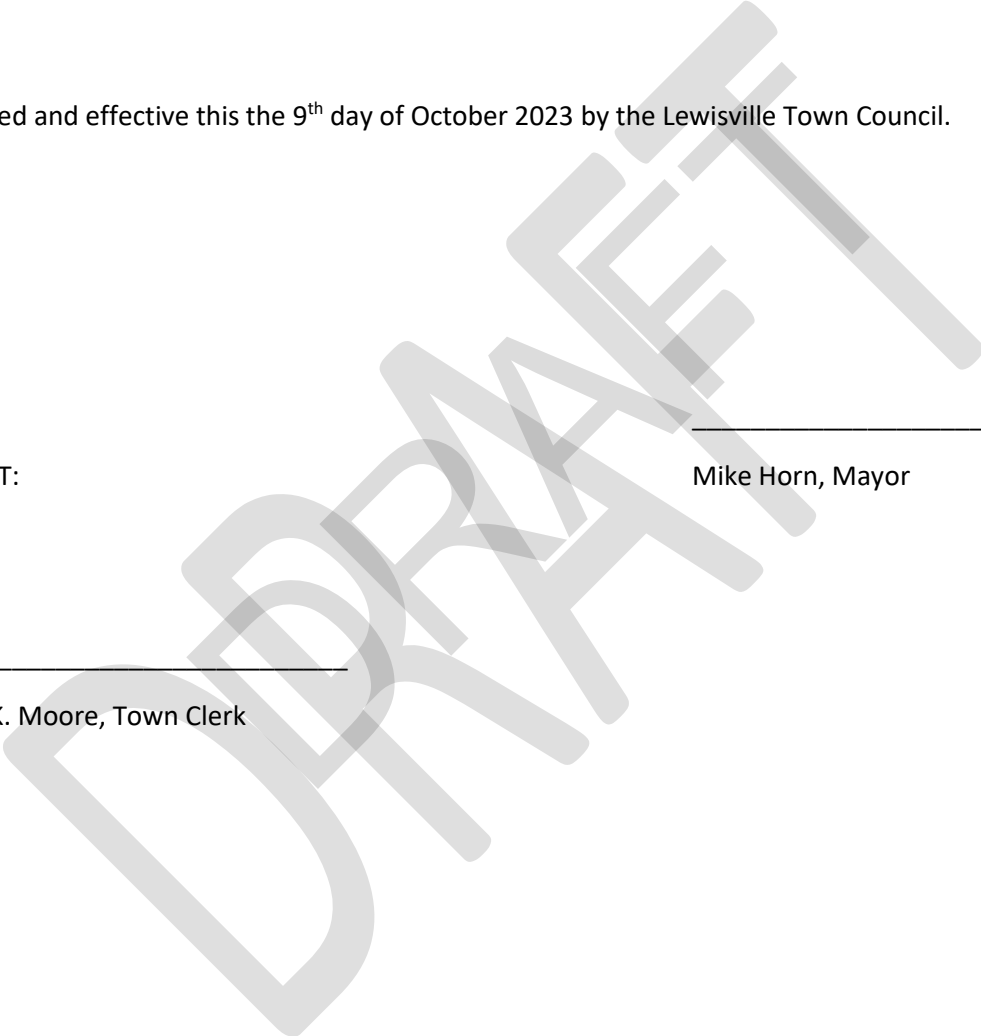 ed and effective this the 9th day of October 2023 by the Lewisville Town Council.
T:
Mike Horn, Mayor
K. Moore, Town Clerk
DRAFT
DRAFT